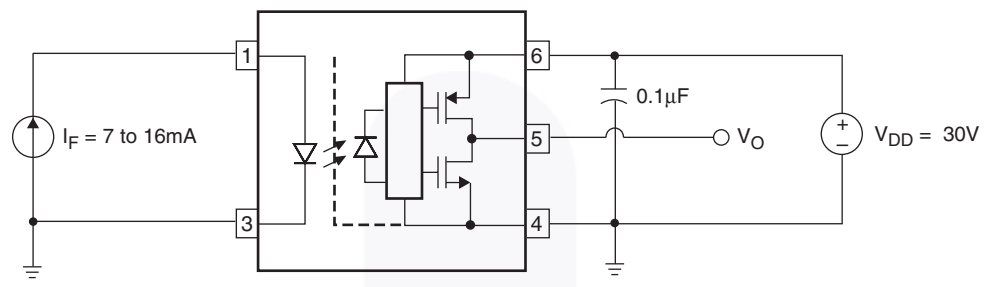 1
6
0.1μF
I_F = 7 to 16mA
5
V_O
+
–
V_DD = 30V
3
4